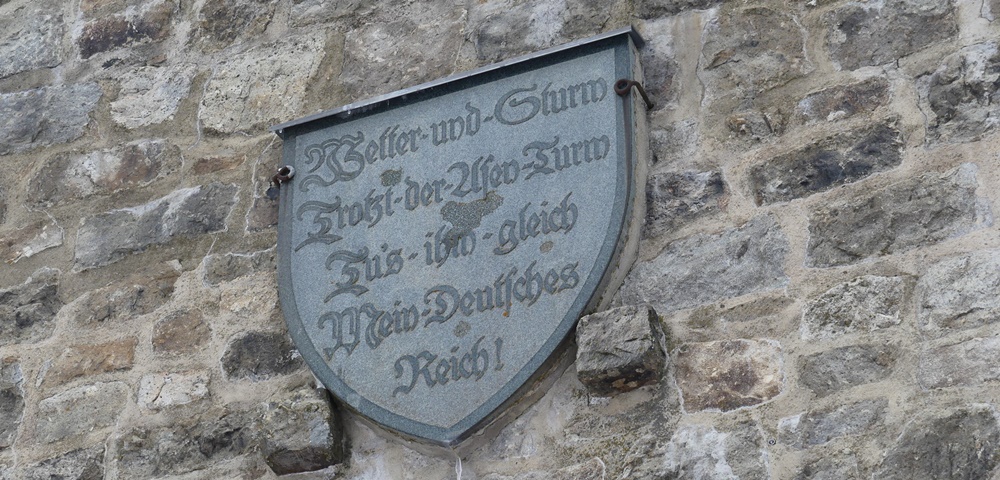 Wetter-und-Sturm
Trotzt-der-Asen-Turm
Tu's-ihm-gleich
Mein-Deutsches
Reich!